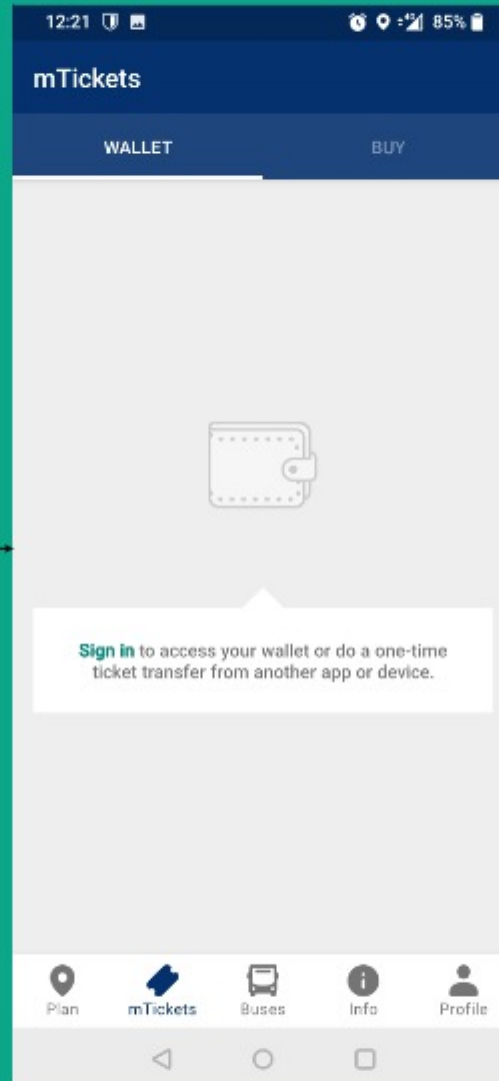 12:21 85%
mTickets
WALLET BUY
Sign in to access your wallet or do a one-time
ticket transfer from another app or device.
Plan mTickets Buses Info Profile